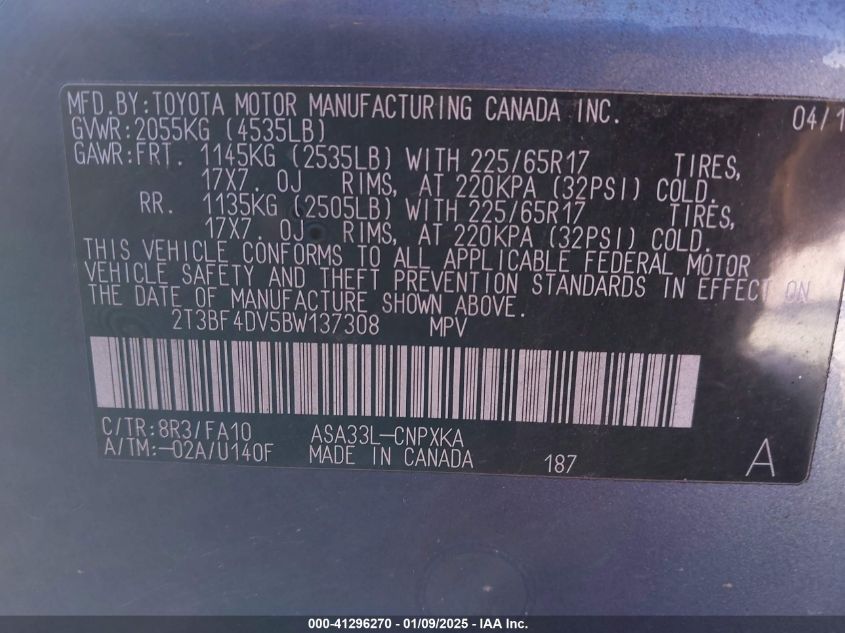 MFD. BY: TOYOTA MOTOR MANUFACTURING CANADA INC. 04/1
GVWR: 2055KG (4535LB)
GAWR: FRT. 1145KG (2535LB) WITH 225/65R17 TIRES,
17X7. 0J RIMS, AT 220KPA (32PSI) COLD.
RR. 1135KG (2505LB) WITH 225/65R17 TIRES,
17X7 0J RIMS, AT 220KPA (32PSI) COLD.
THIS VEHICLE CONFORMS TO ALL APPLICABLE FEDERAL MOTOR
VEHICLE SAFETY AND THEFT PREVENTION STANDARDS IN EFFECT ON
THE DATE OF MANUFACTURE SHOWN ABOVE.
2T3BF4DV5BW137308 MPV
C/TR: 8R3/FA10 ASA33L-CNPXKA
A/TM: -02A/U140F MADE IN CANADA 187 A
000-41296270 - 01/09/2025 - IAA Inc.